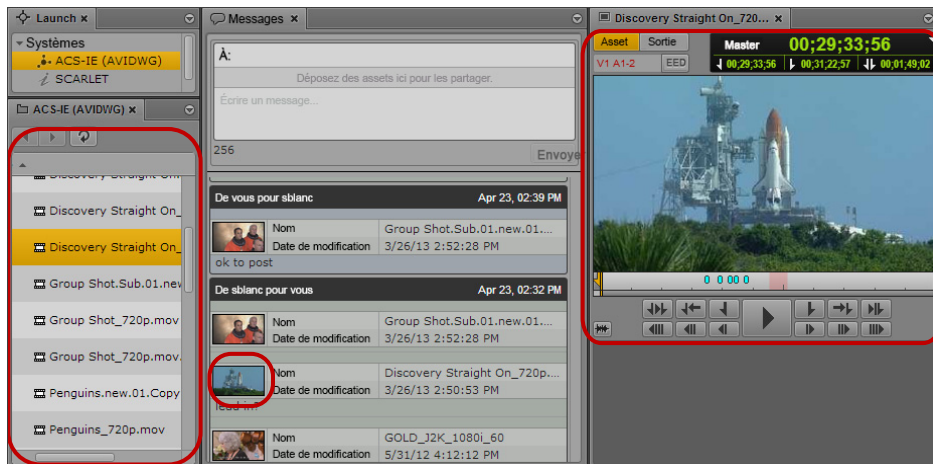 Launch ×
Systèmes
ACS-IE (AVIDWG)
SCARLET
ACS-IE (AVIDWG) ×
Discovery Straight On_
Discovery Straight On_
Group Shot.Sub.01.new
Group Shot_720p.mov
Group Shot_720p.mov.
Penguins.new.01.Copy
Penguins_720p.mov
Messages ×
À:
Déposez des assets ici pour les partager.
Écrire un message...
256
Envoye
De vous pour sblanc Apr 23, 02:39 PM
Nom Group Shot.Sub.01.new.01....
Date de modification 3/26/13 2:52:28 PM
ok to post
De sblanc pour vous Apr 23, 02:32 PM
Nom Group Shot.Sub.01.new.01....
Date de modification 3/26/13 2:52:28 PM
Nom Discovery Straight On_720p....
Date de modification 3/26/13 2:50:53 PM
lead in?
Nom GOLD_J2K_1080i_60
Date de modification 5/31/12 4:12:12 PM
Discovery Straight On_720... ×
Asset Sortie Master 00;29;33;56
V1 A1-2 EED 00;29;33;56 00;31;22;57 00;01;49;02